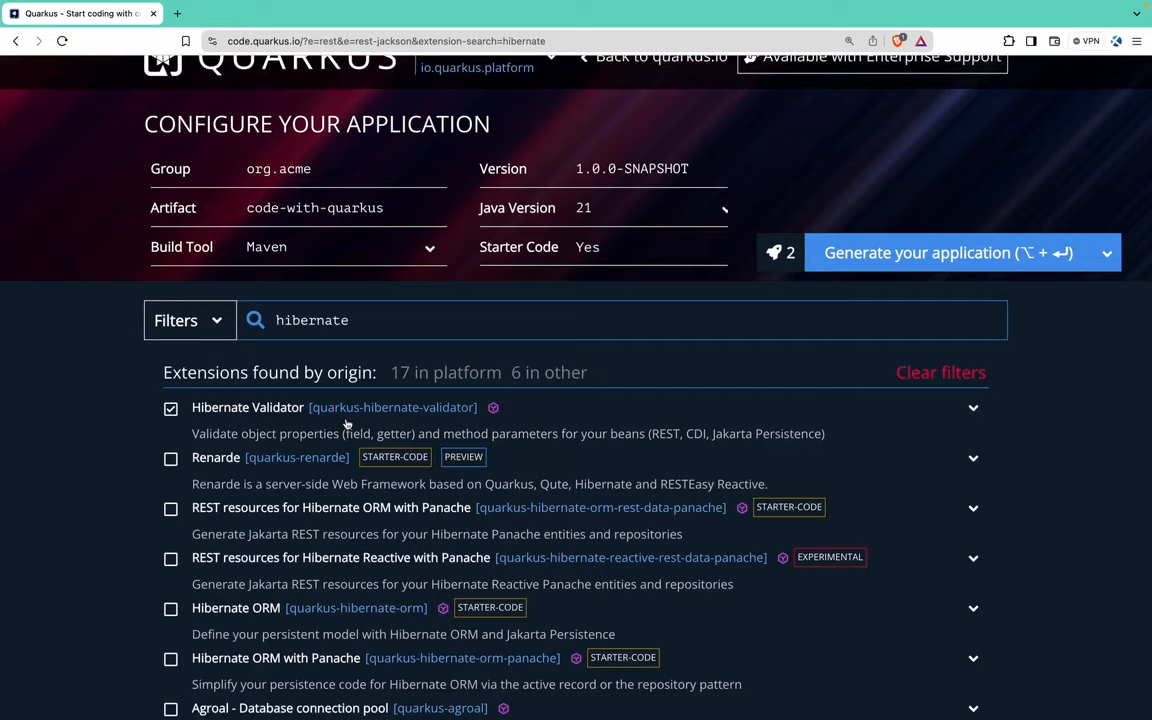 Quarkus - Start coding with c
code.quarkus.io/?e=rest&e=rest-jackson&extension-search=hibernate
1
VPN
QUARKUS
io.quarkus.platform
Back to quarkus.io
Available with Enterprise Support
CONFIGURE YOUR APPLICATION
Group org.acme
Version 1.0.0-SNAPSHOT
Artifact code-with-quarkus
Java Version 21
Build Tool Maven
Starter Code Yes
2
Generate your application (⌥ + ↵)
Filters
hibernate
Extensions found by origin: 17 in platform 6 in other
Clear filters
Hibernate Validator [quarkus-hibernate-validator]
Validate object properties (field, getter) and method parameters for your beans (REST, CDI, Jakarta Persistence)
Renarde [quarkus-renarde] STARTER-CODE PREVIEW
Renarde is a server-side Web Framework based on Quarkus, Qute, Hibernate and RESTEasy Reactive.
REST resources for Hibernate ORM with Panache [quarkus-hibernate-orm-rest-data-panache] STARTER-CODE
Generate Jakarta REST resources for your Hibernate Panache entities and repositories
REST resources for Hibernate Reactive with Panache [quarkus-hibernate-reactive-rest-data-panache] EXPERIMENTAL
Generate Jakarta REST resources for your Hibernate Reactive Panache entities and repositories
Hibernate ORM [quarkus-hibernate-orm] STARTER-CODE
Define your persistent model with Hibernate ORM and Jakarta Persistence
Hibernate ORM with Panache [quarkus-hibernate-orm-panache] STARTER-CODE
Simplify your persistence code for Hibernate ORM via the active record or the repository pattern
Agroal - Database connection pool [quarkus-agroal]